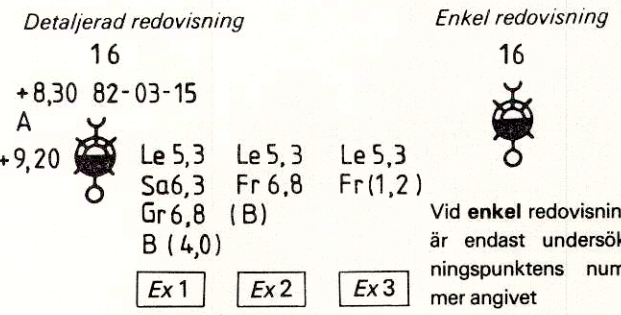 Detaljerad redovisning
16
+8,30 82-03-15
A
+9,20
Le 5,3 Le 5,3 Le 5,3
Sa6,3 Fr 6,8 Fr(1,2)
Gr6,8 (B)
B (4,0)
Ex 1 Ex 2 Ex 3
Enkel redovisning
16
Vid enkel redovisnin
är endast undersök
ningspunktens num
mer angivet